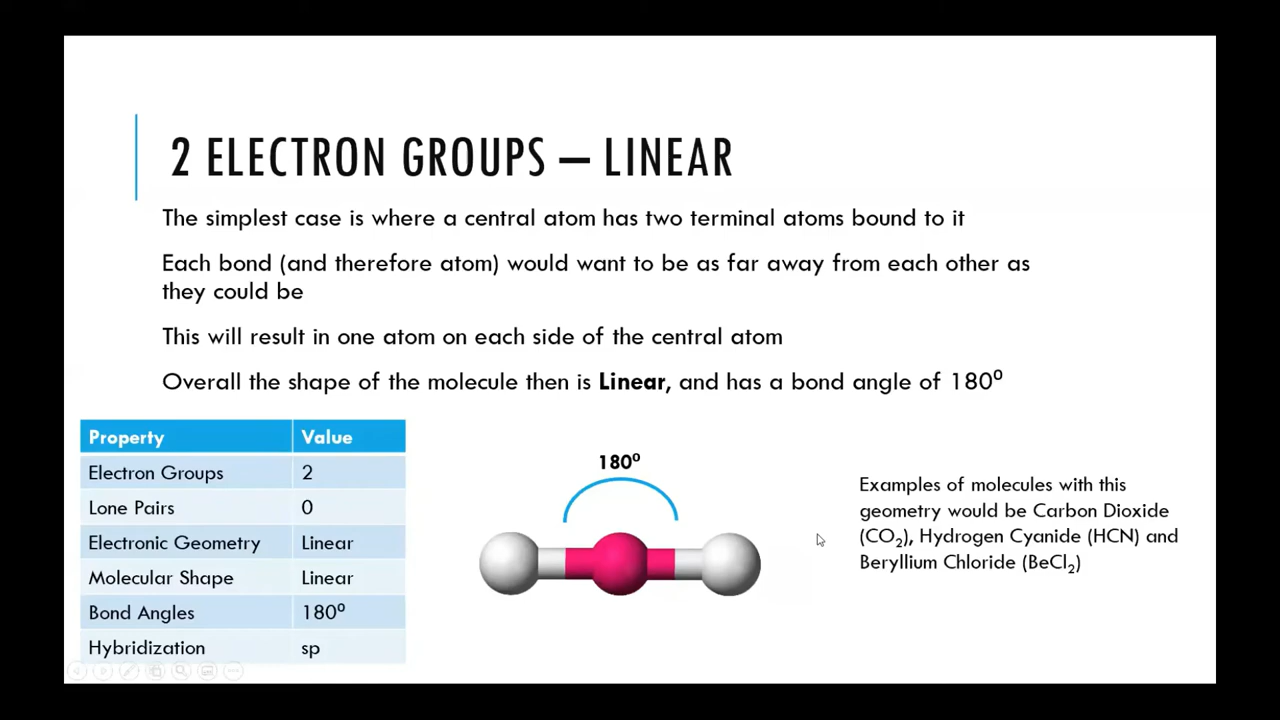 2 ELECTRON GROUPS – LINEAR
The simplest case is where a central atom has two terminal atoms bound to it
Each bond (and therefore atom) would want to be as far away from each other as
they could be
This will result in one atom on each side of the central atom
Overall the shape of the molecule then is Linear, and has a bond angle of 180⁰
Property Value
Electron Groups 2
Lone Pairs 0
Electronic Geometry Linear
Molecular Shape Linear
Bond Angles 180⁰
Hybridization sp
180⁰
Examples of molecules with this
geometry would be Carbon Dioxide
(CO₂), Hydrogen Cyanide (HCN) and
Beryllium Chloride (BeCl₂)